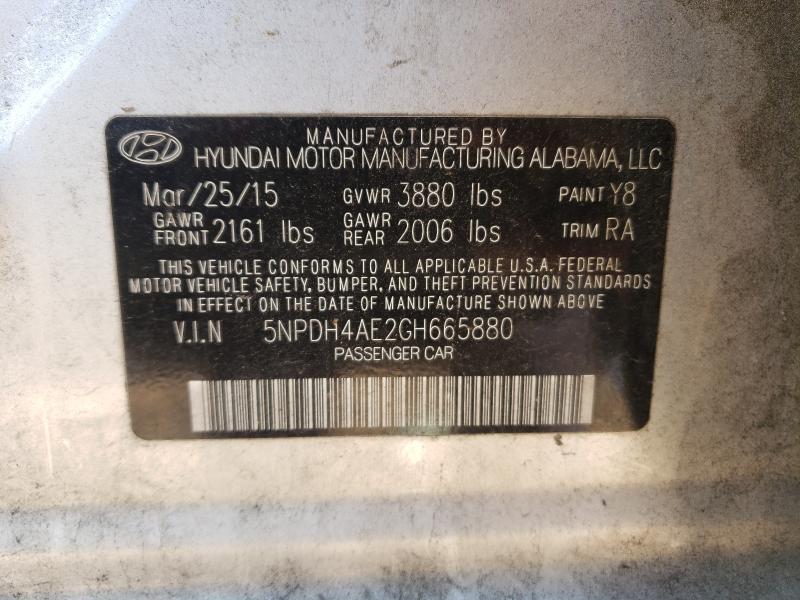 MANUFACTURED BY
HYUNDAI MOTOR MANUFACTURING ALABAMA, LLC
Mar/25/15 GVWR 3880 lbs PAINT Y8
GAWR FRONT 2161 lbs GAWR REAR 2006 lbs TRIM RA
THIS VEHICLE CONFORMS TO ALL APPLICABLE U.S.A. FEDERAL
MOTOR VEHICLE SAFETY, BUMPER, AND THEFT PREVENTION STANDARDS
IN EFFECT ON THE DATE OF MANUFACTURE SHOWN ABOVE
V.I.N 5NPDH4AE2GH665880
PASSENGER CAR